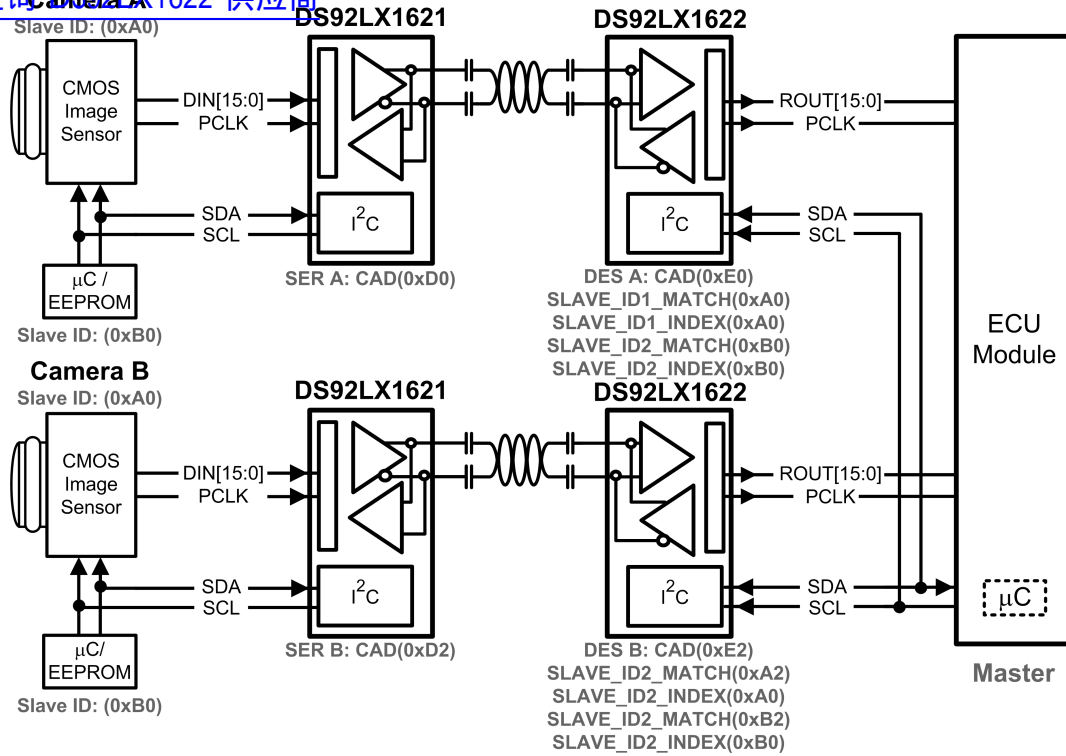 Camera A
Slave ID: (0xA0)
DS92LX1621
DS92LX1622
CMOS
Image
Sensor
DIN[15:0]
PCLK
ROUT[15:0]
PCLK
SDA
SCL
I2C
I2C
SDA
SCL
µC /
EEPROM
Slave ID: (0xB0)
SER A: CAD(0xD0)
DES A: CAD(0xE0)
SLAVE_ID1_MATCH(0xA0)
SLAVE_ID1_INDEX(0xA0)
SLAVE_ID2_MATCH(0xB0)
SLAVE_ID2_INDEX(0xB0)
ECU
Module
Camera B
Slave ID: (0xA0)
DS92LX1621
DS92LX1622
CMOS
Image
Sensor
DIN[15:0]
PCLK
ROUT[15:0]
PCLK
SDA
SCL
I2C
I2C
SDA
SCL
µC
µC/
EEPROM
Slave ID: (0xB0)
SER B: CAD(0xD2)
DES B: CAD(0xE2)
SLAVE_ID2_MATCH(0xA2)
SLAVE_ID2_INDEX(0xA0)
SLAVE_ID2_MATCH(0xB2)
SLAVE_ID2_INDEX(0xB0)
Master